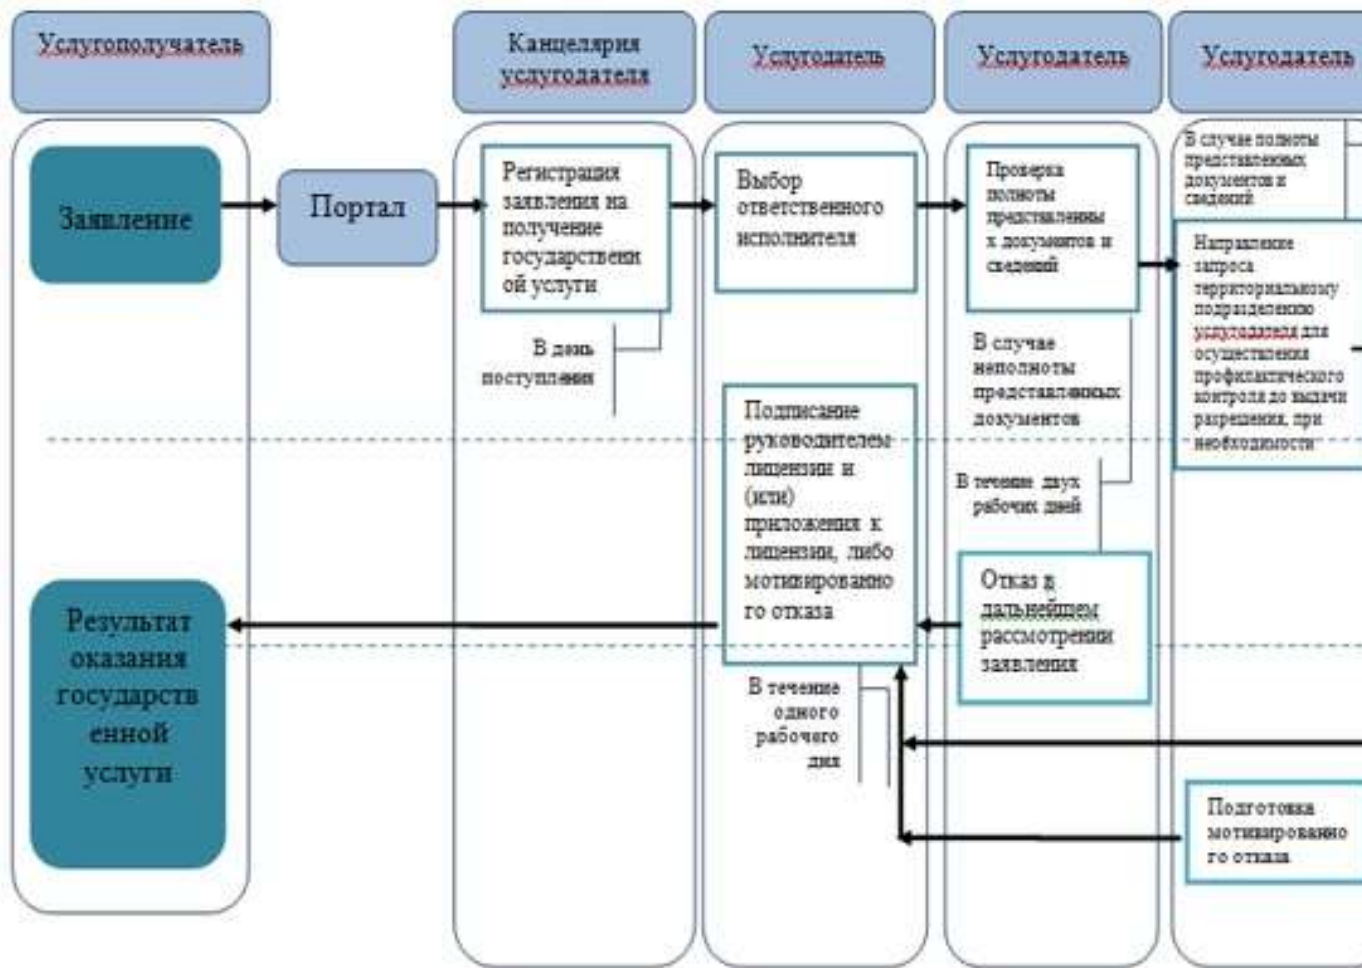 Услугополучатель
Канцелярия
услугодателя
Услугодатель
Услугодатель
Услугодатель
Заявление
Портал
Регистрация
заявления на
получение
государственн
ой услуги
В день
поступления
Выбор
ответственного
исполнителя
Проверка
полноты
представленны
х документов и
сведений
В случае полноты
представленных
документов и
сведений
Направление
запроса
территориальному
подразделению
услугодателя для
осуществления
профилактического
контроля до выдачи
разрешения, при
необходимости
В случае
неполноты
представленных
документов
В течение двух
рабочих дней
Подписание
руководителем
лицензии и
(или)
приложения к
лицензии, либо
мотивированно
го отказа
В течение
одного
рабочего
дня
Отказ в
дальнейшем
рассмотрении
заявления
Результат
оказания
государств
енной
услуги
Подготовка
мотивированно
го отказа